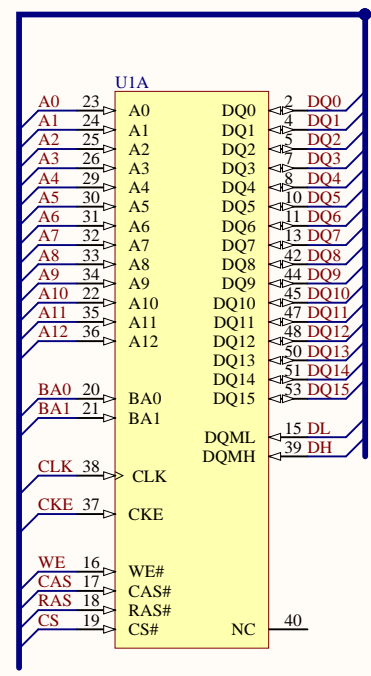 U1A
A0 23 A0 DQ0 2 DQ0
A1 24 A1 DQ1 4 DQ1
A2 25 A2 DQ2 5 DQ2
A3 26 A3 DQ3 7 DQ3
A4 29 A4 DQ4 8 DQ4
A5 30 A5 DQ5 10 DQ5
A6 31 A6 DQ6 11 DQ6
A7 32 A7 DQ7 13 DQ7
A8 33 A8 DQ8 42 DQ8
A9 34 A9 DQ9 44 DQ9
A10 22 A10 DQ10 45 DQ10
A11 35 A11 DQ11 47 DQ11
A12 36 A12 DQ12 48 DQ12
DQ13 50 DQ13
DQ14 51 DQ14
BA0 20 BA0 DQ15 53 DQ15
BA1 21 BA1
DQML 15 DL
DQMH 39 DH
CLK 38 CLK
CKE 37 CKE
WE 16 WE#
CAS 17 CAS#
RAS 18 RAS#
CS 19 CS# NC 40